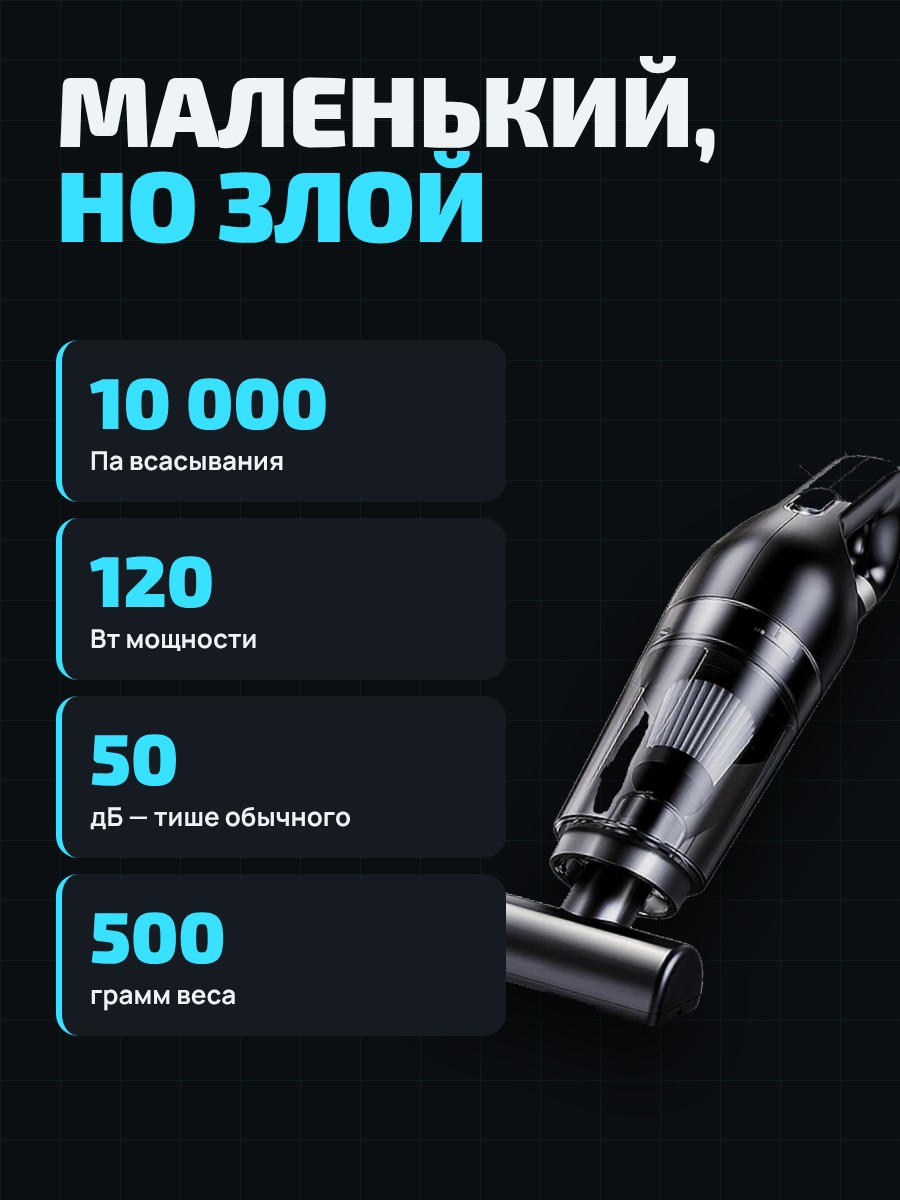 МАЛЕНЬКИЙ,
НО ЗЛОЙ
10 000
Па всасывания
120
Вт мощности
50
дБ — тише обычного
500
грамм веса